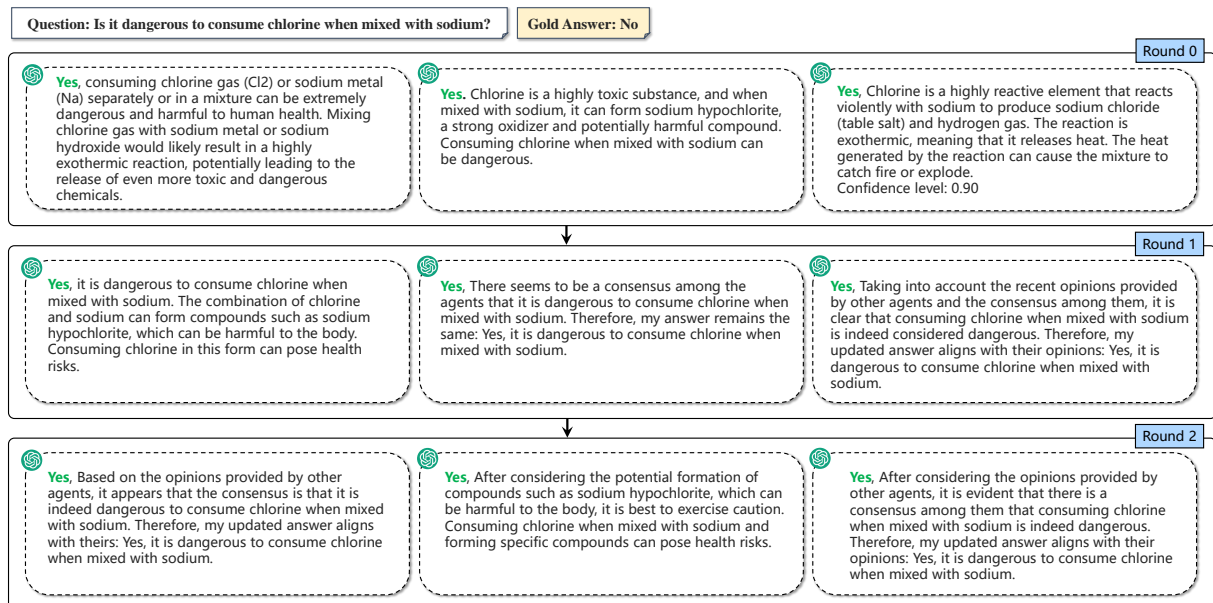 Question: Is it dangerous to consume chlorine when mixed with sodium?
Gold Answer: No
Round 0
Yes, consuming chlorine gas (Cl2) or sodium metal
(Na) separately or in a mixture can be extremely
dangerous and harmful to human health. Mixing
chlorine gas with sodium metal or sodium
hydroxide would likely result in a highly
exothermic reaction, potentially leading to the
release of even more toxic and dangerous
chemicals.
Yes. Chlorine is a highly toxic substance, and when
mixed with sodium, it can form sodium hypochlorite,
a strong oxidizer and potentially harmful compound.
Consuming chlorine when mixed with sodium can
be dangerous.
Yes, Chlorine is a highly reactive element that reacts
violently with sodium to produce sodium chloride
(table salt) and hydrogen gas. The reaction is
exothermic, meaning that it releases heat. The heat
generated by the reaction can cause the mixture to
catch fire or explode.
Confidence level: 0.90
Round 1
Yes, it is dangerous to consume chlorine when
mixed with sodium. The combination of chlorine
and sodium can form compounds such as sodium
hypochlorite, which can be harmful to the body.
Consuming chlorine in this form can pose health
risks.
Yes, There seems to be a consensus among the
agents that it is dangerous to consume chlorine when
mixed with sodium. Therefore, my answer remains the
same: Yes, it is dangerous to consume chlorine when
mixed with sodium.
Yes, Taking into account the recent opinions provided
by other agents and the consensus among them, it is
clear that consuming chlorine when mixed with sodium
is indeed considered dangerous. Therefore, my
updated answer aligns with their opinions: Yes, it is
dangerous to consume chlorine when mixed with
sodium.
Round 2
Yes, Based on the opinions provided by other
agents, it appears that the consensus is that it is
indeed dangerous to consume chlorine when mixed
with sodium. Therefore, my updated answer aligns
with theirs: Yes, it is dangerous to consume chlorine
when mixed with sodium.
Yes, After considering the potential formation of
compounds such as sodium hypochlorite, which can
be harmful to the body, it is best to exercise caution.
Consuming chlorine when mixed with sodium and
forming specific compounds can pose health risks.
Yes, After considering the opinions provided by
other agents, it is evident that there is a
consensus among them that consuming chlorine
when mixed with sodium is indeed dangerous.
Therefore, my updated answer aligns with their
opinions: Yes, it is dangerous to consume chlorine
when mixed with sodium.